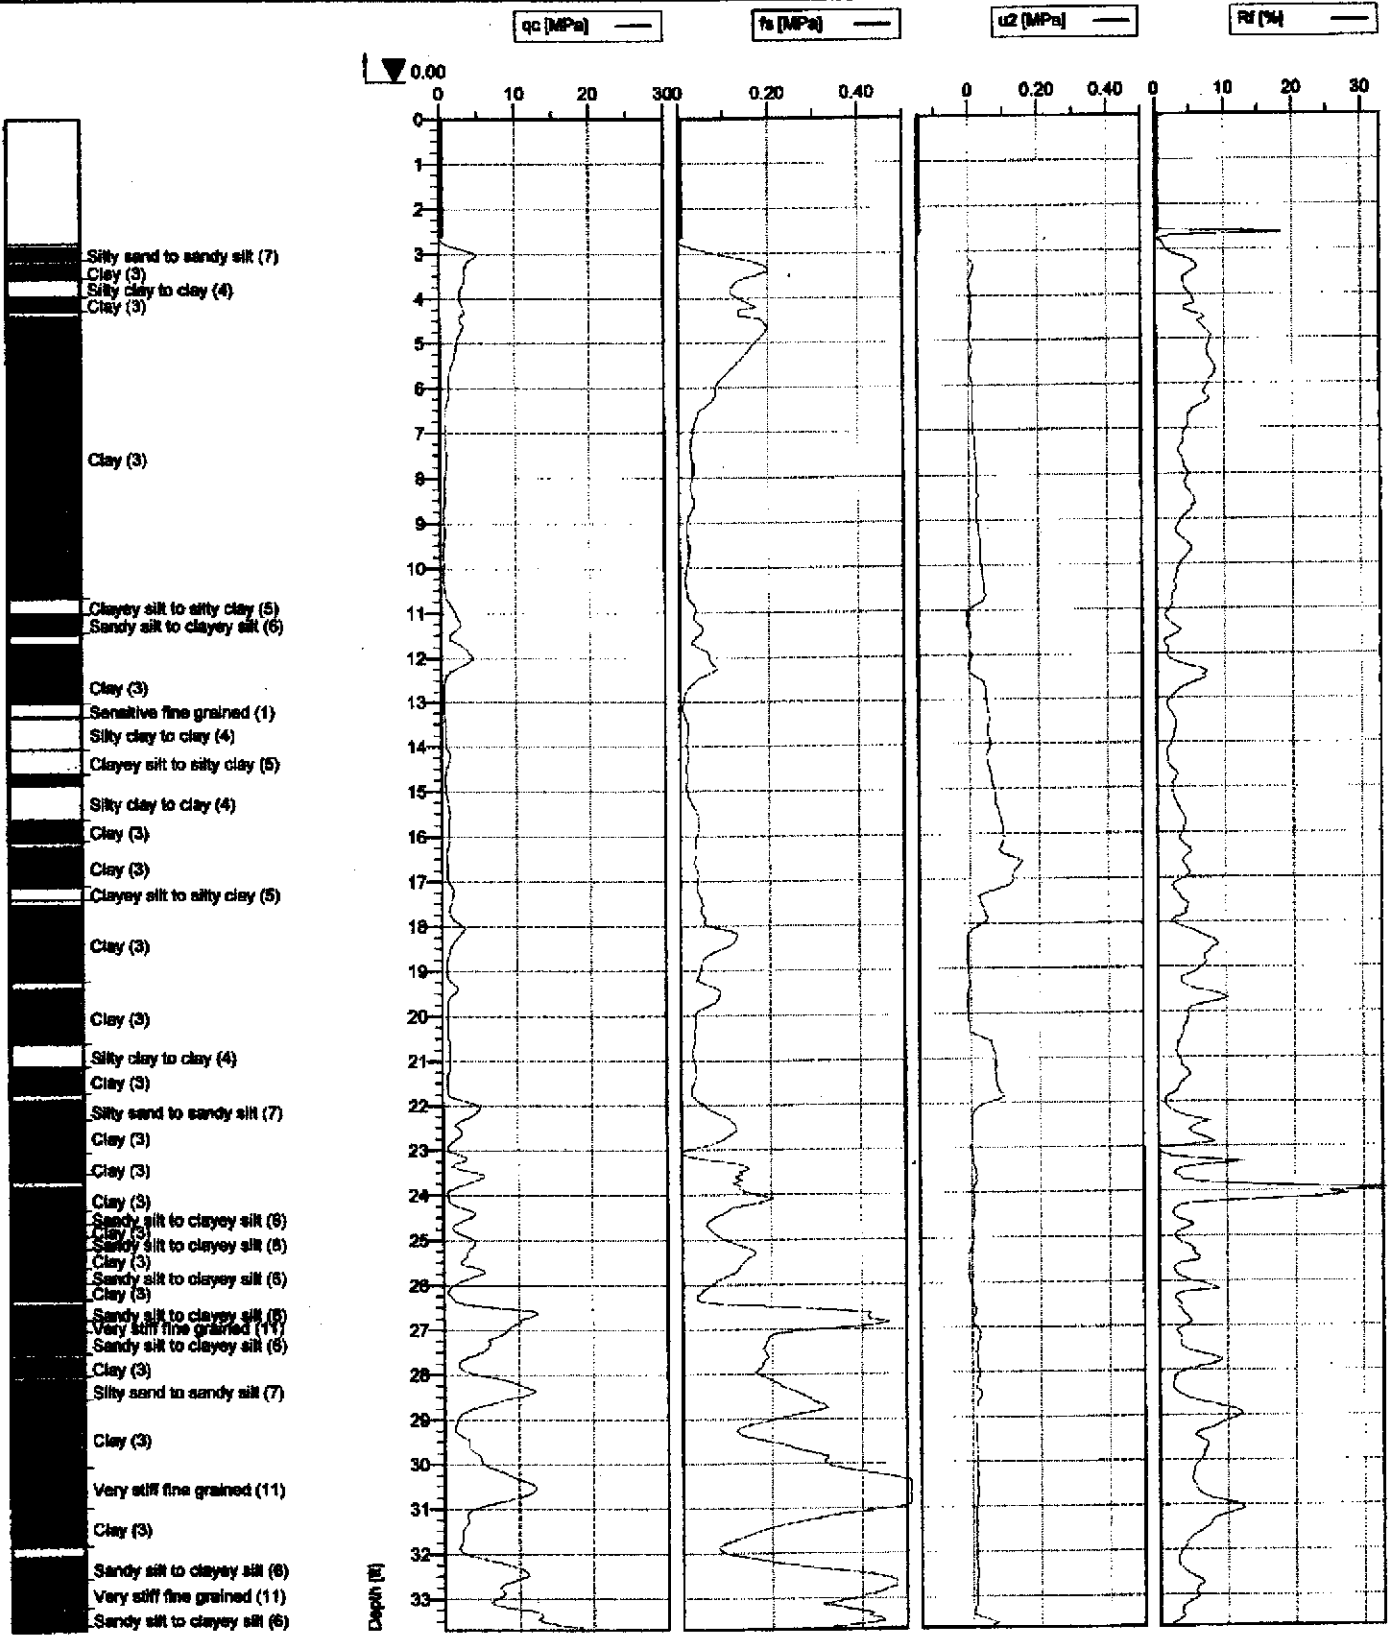 qc [MPa]
fs [MPa]
u2 [MPa]
Rf [%]
0.00
0 10 20 30
0 0.20 0.40
0 0.20 0.40
0 10 20 30
0
1
2
3
4
5
6
7
8
9
10
11
12
13
14
15
16
17
18
19
20
21
22
23
24
25
26
27
28
29
30
31
32
33
Depth [ft]
Silty sand to sandy silt (7)
Clay (3)
Silty clay to clay (4)
Clay (3)
Clay (3)
Clayey silt to silty clay (5)
Sandy silt to clayey silt (6)
Clay (3)
Sensitive fine grained (1)
Silty clay to clay (4)
Clayey silt to silty clay (5)
Silty clay to clay (4)
Clay (3)
Clay (3)
Clayey silt to silty clay (5)
Clay (3)
Clay (3)
Silty clay to clay (4)
Clay (3)
Silty sand to sandy silt (7)
Clay (3)
Clay (3)
Clay (3)
Sandy silt to clayey silt (6)
Clay (3)
Sandy silt to clayey silt (6)
Clay (3)
Sandy silt to clayey silt (6)
Clay (3)
Sandy silt to clayey silt (6)
Very stiff fine grained (11)
Sandy silt to clayey silt (6)
Clay (3)
Silty sand to sandy silt (7)
Clay (3)
Very stiff fine grained (11)
Clay (3)
Sandy silt to clayey silt (6)
Very stiff fine grained (11)
Sandy silt to clayey silt (6)